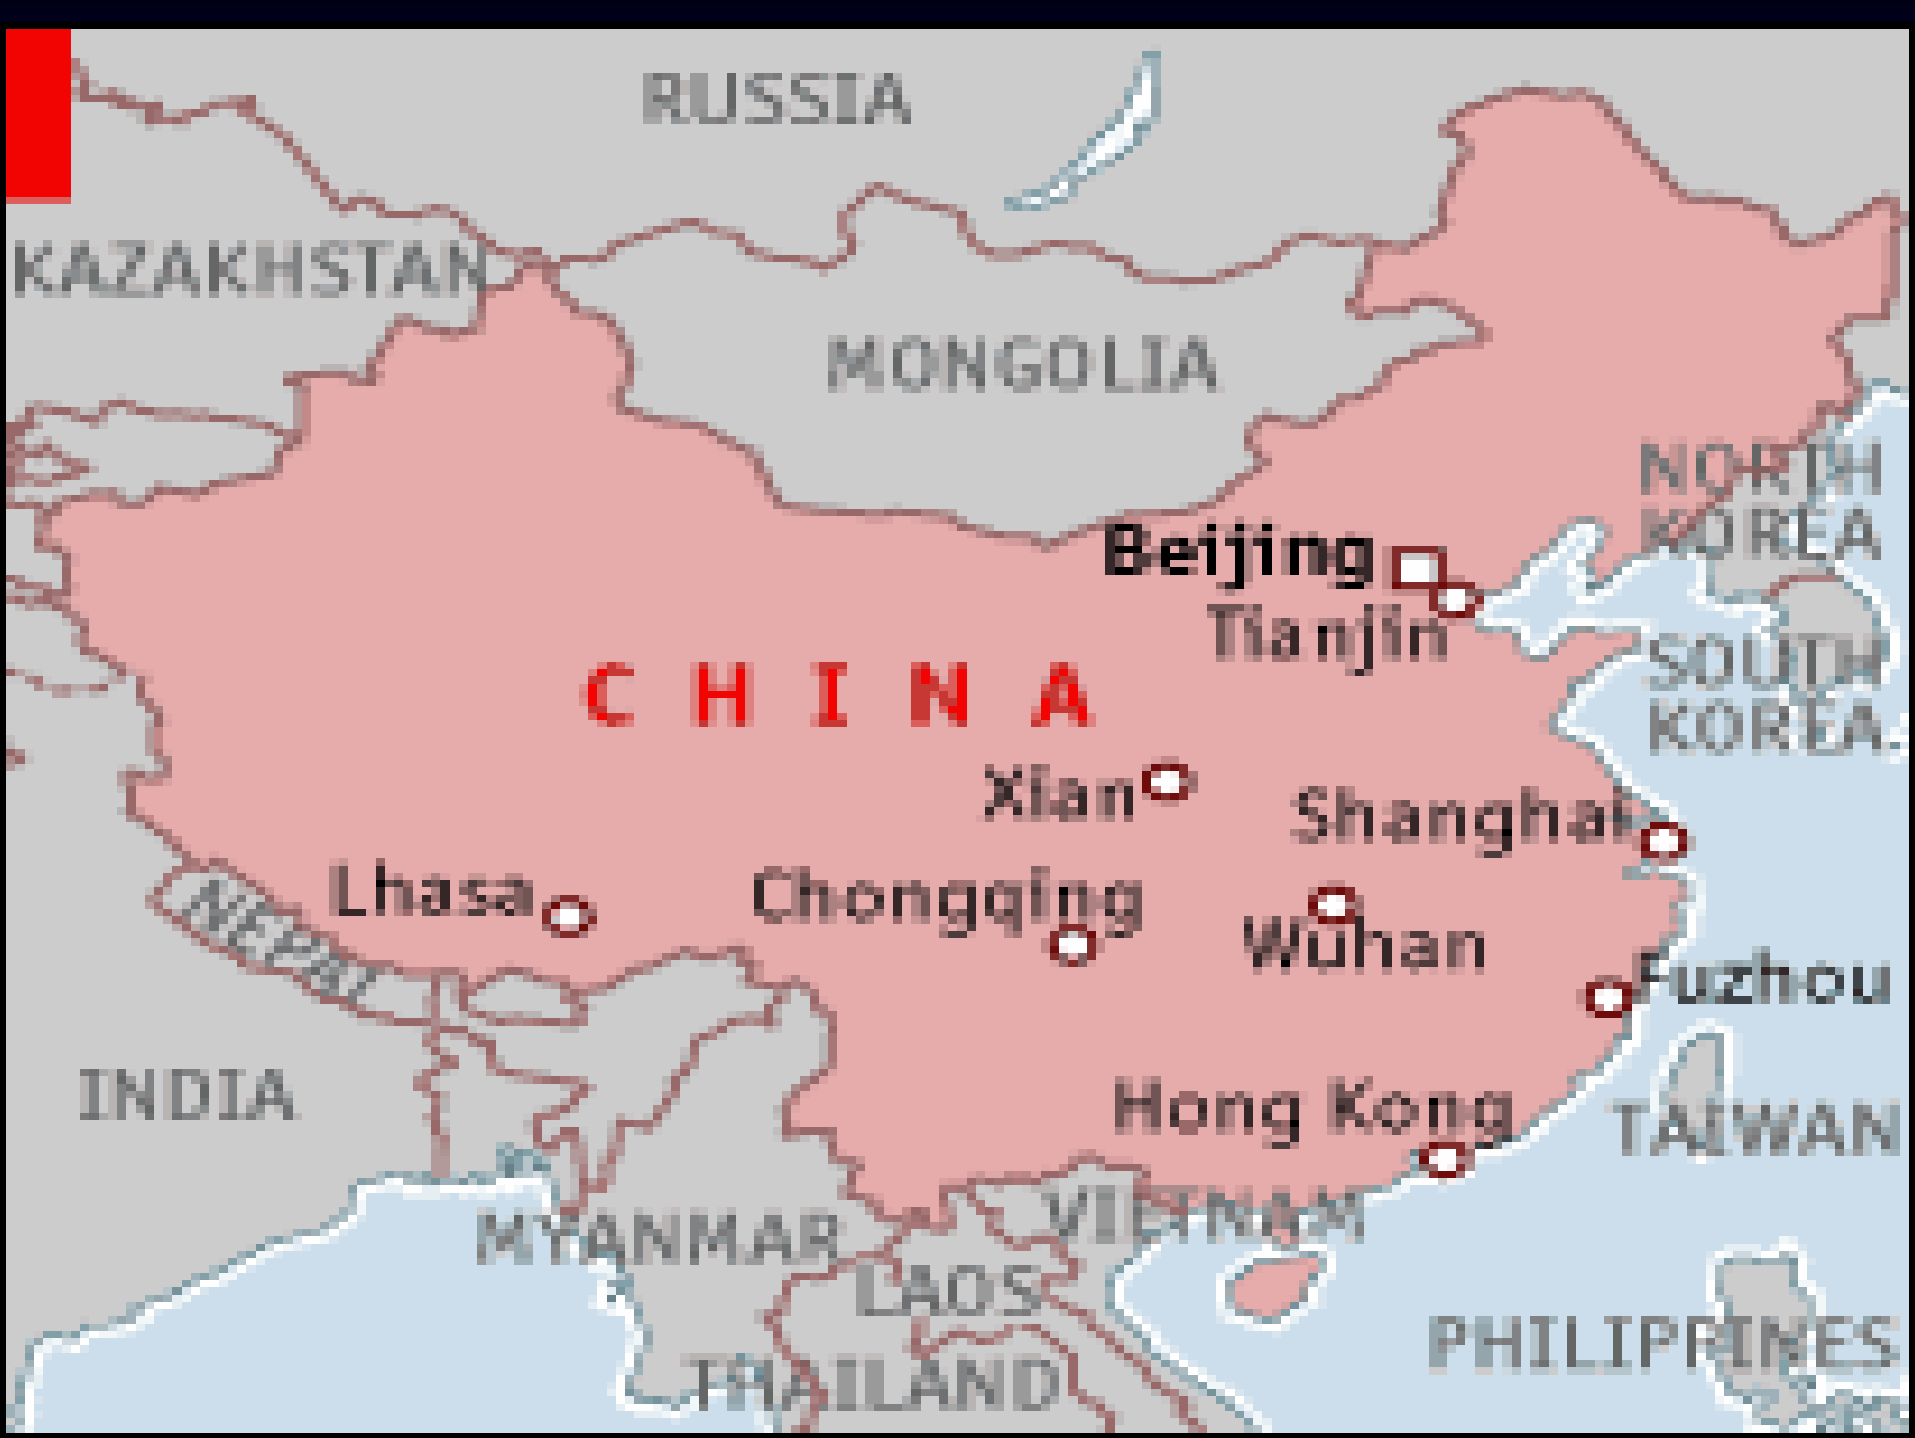 RUSSIA
KAZAKHSTAN
MONGOLIA
NORTH
KOREA
Beijing
Tianjin
SOUTH
KOREA
CHINA
Xian
Shanghai
Lhasa
Chongqing
Wuhan
NEPAL
Fuzhou
INDIA
Hong Kong
TAIWAN
VIETNAM
MYANMAR
LAOS
PHILIPPINES
THAILAND